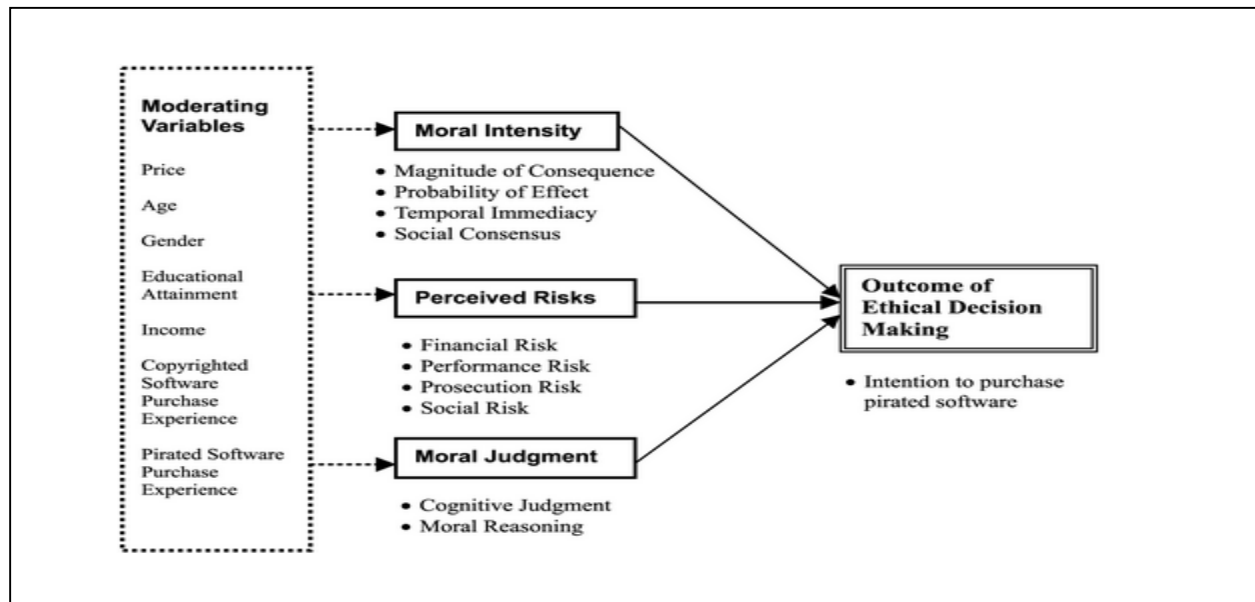 Moderating
Variables
Price
Age
Gender
Educational
Attainment
Income
Copyrighted
Software
Purchase
Experience
Pirated Software
Purchase
Experience
Moral Intensity
• Magnitude of Consequence
• Probability of Effect
• Temporal Immediacy
• Social Consensus
Perceived Risks
• Financial Risk
• Performance Risk
• Prosecution Risk
• Social Risk
Moral Judgment
• Cognitive Judgment
• Moral Reasoning
Outcome of
Ethical Decision
Making
• Intention to purchase
pirated software